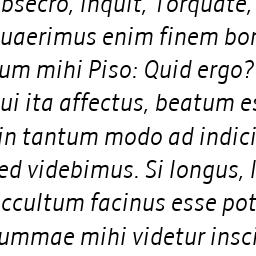 bsecro, inquit, Torquate,
uaerimus enim finem bor
um mihi Piso: Quid ergo?
ui ita affectus, beatum es
in tantum modo ad indici
ed videbimus. Si longus, l
ccultum facinus esse pot
ummae mihi videtur insci